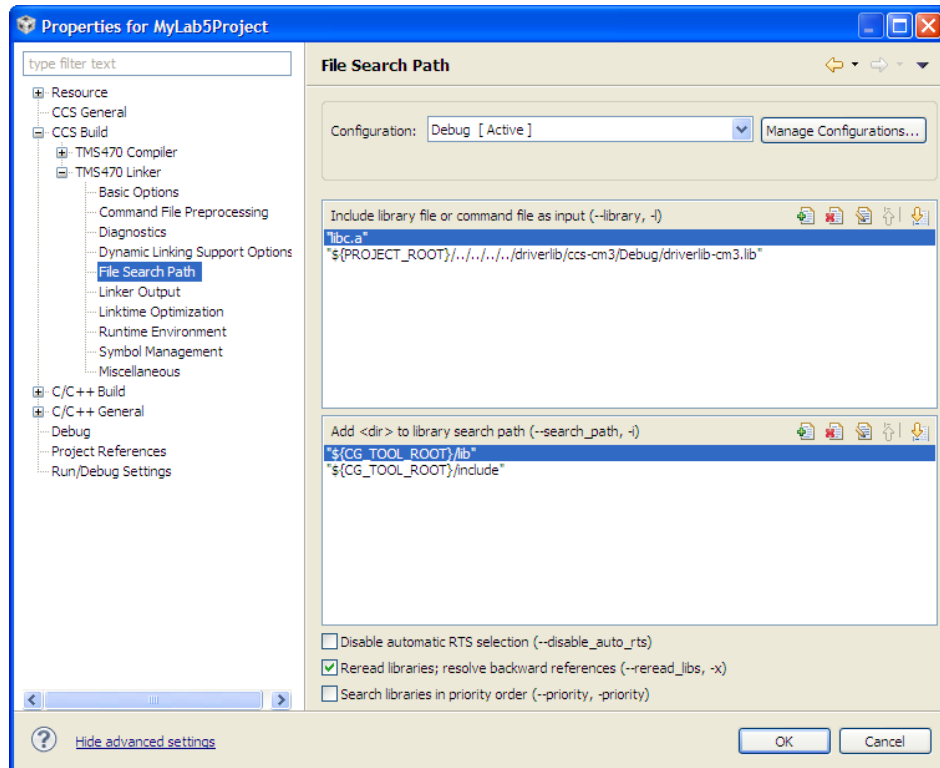 Properties for MyLab5Project
type filter text
Resource
CCS General
CCS Build
TMS470 Compiler
TMS470 Linker
Basic Options
Command File Preprocessing
Diagnostics
Dynamic Linking Support Options
File Search Path
Linker Output
Linktime Optimization
Runtime Environment
Symbol Management
Miscellaneous
C/C++ Build
C/C++ General
Debug
Project References
Run/Debug Settings
File Search Path
Configuration: Debug [ Active ] Manage Configurations...
Include library file or command file as input (--library, -l)
"libc.a"
"${PROJECT_ROOT}/../../../../driverlib/ccs-cm3/Debug/driverlib-cm3.lib"
Add <dir> to library search path (--search_path, -i)
"${CG_TOOL_ROOT}/lib"
"${CG_TOOL_ROOT}/include"
Disable automatic RTS selection (--disable_auto_rts)
Reread libraries; resolve backward references (--reread_libs, -x)
Search libraries in priority order (--priority, -priority)
? Hide advanced settings OK Cancel